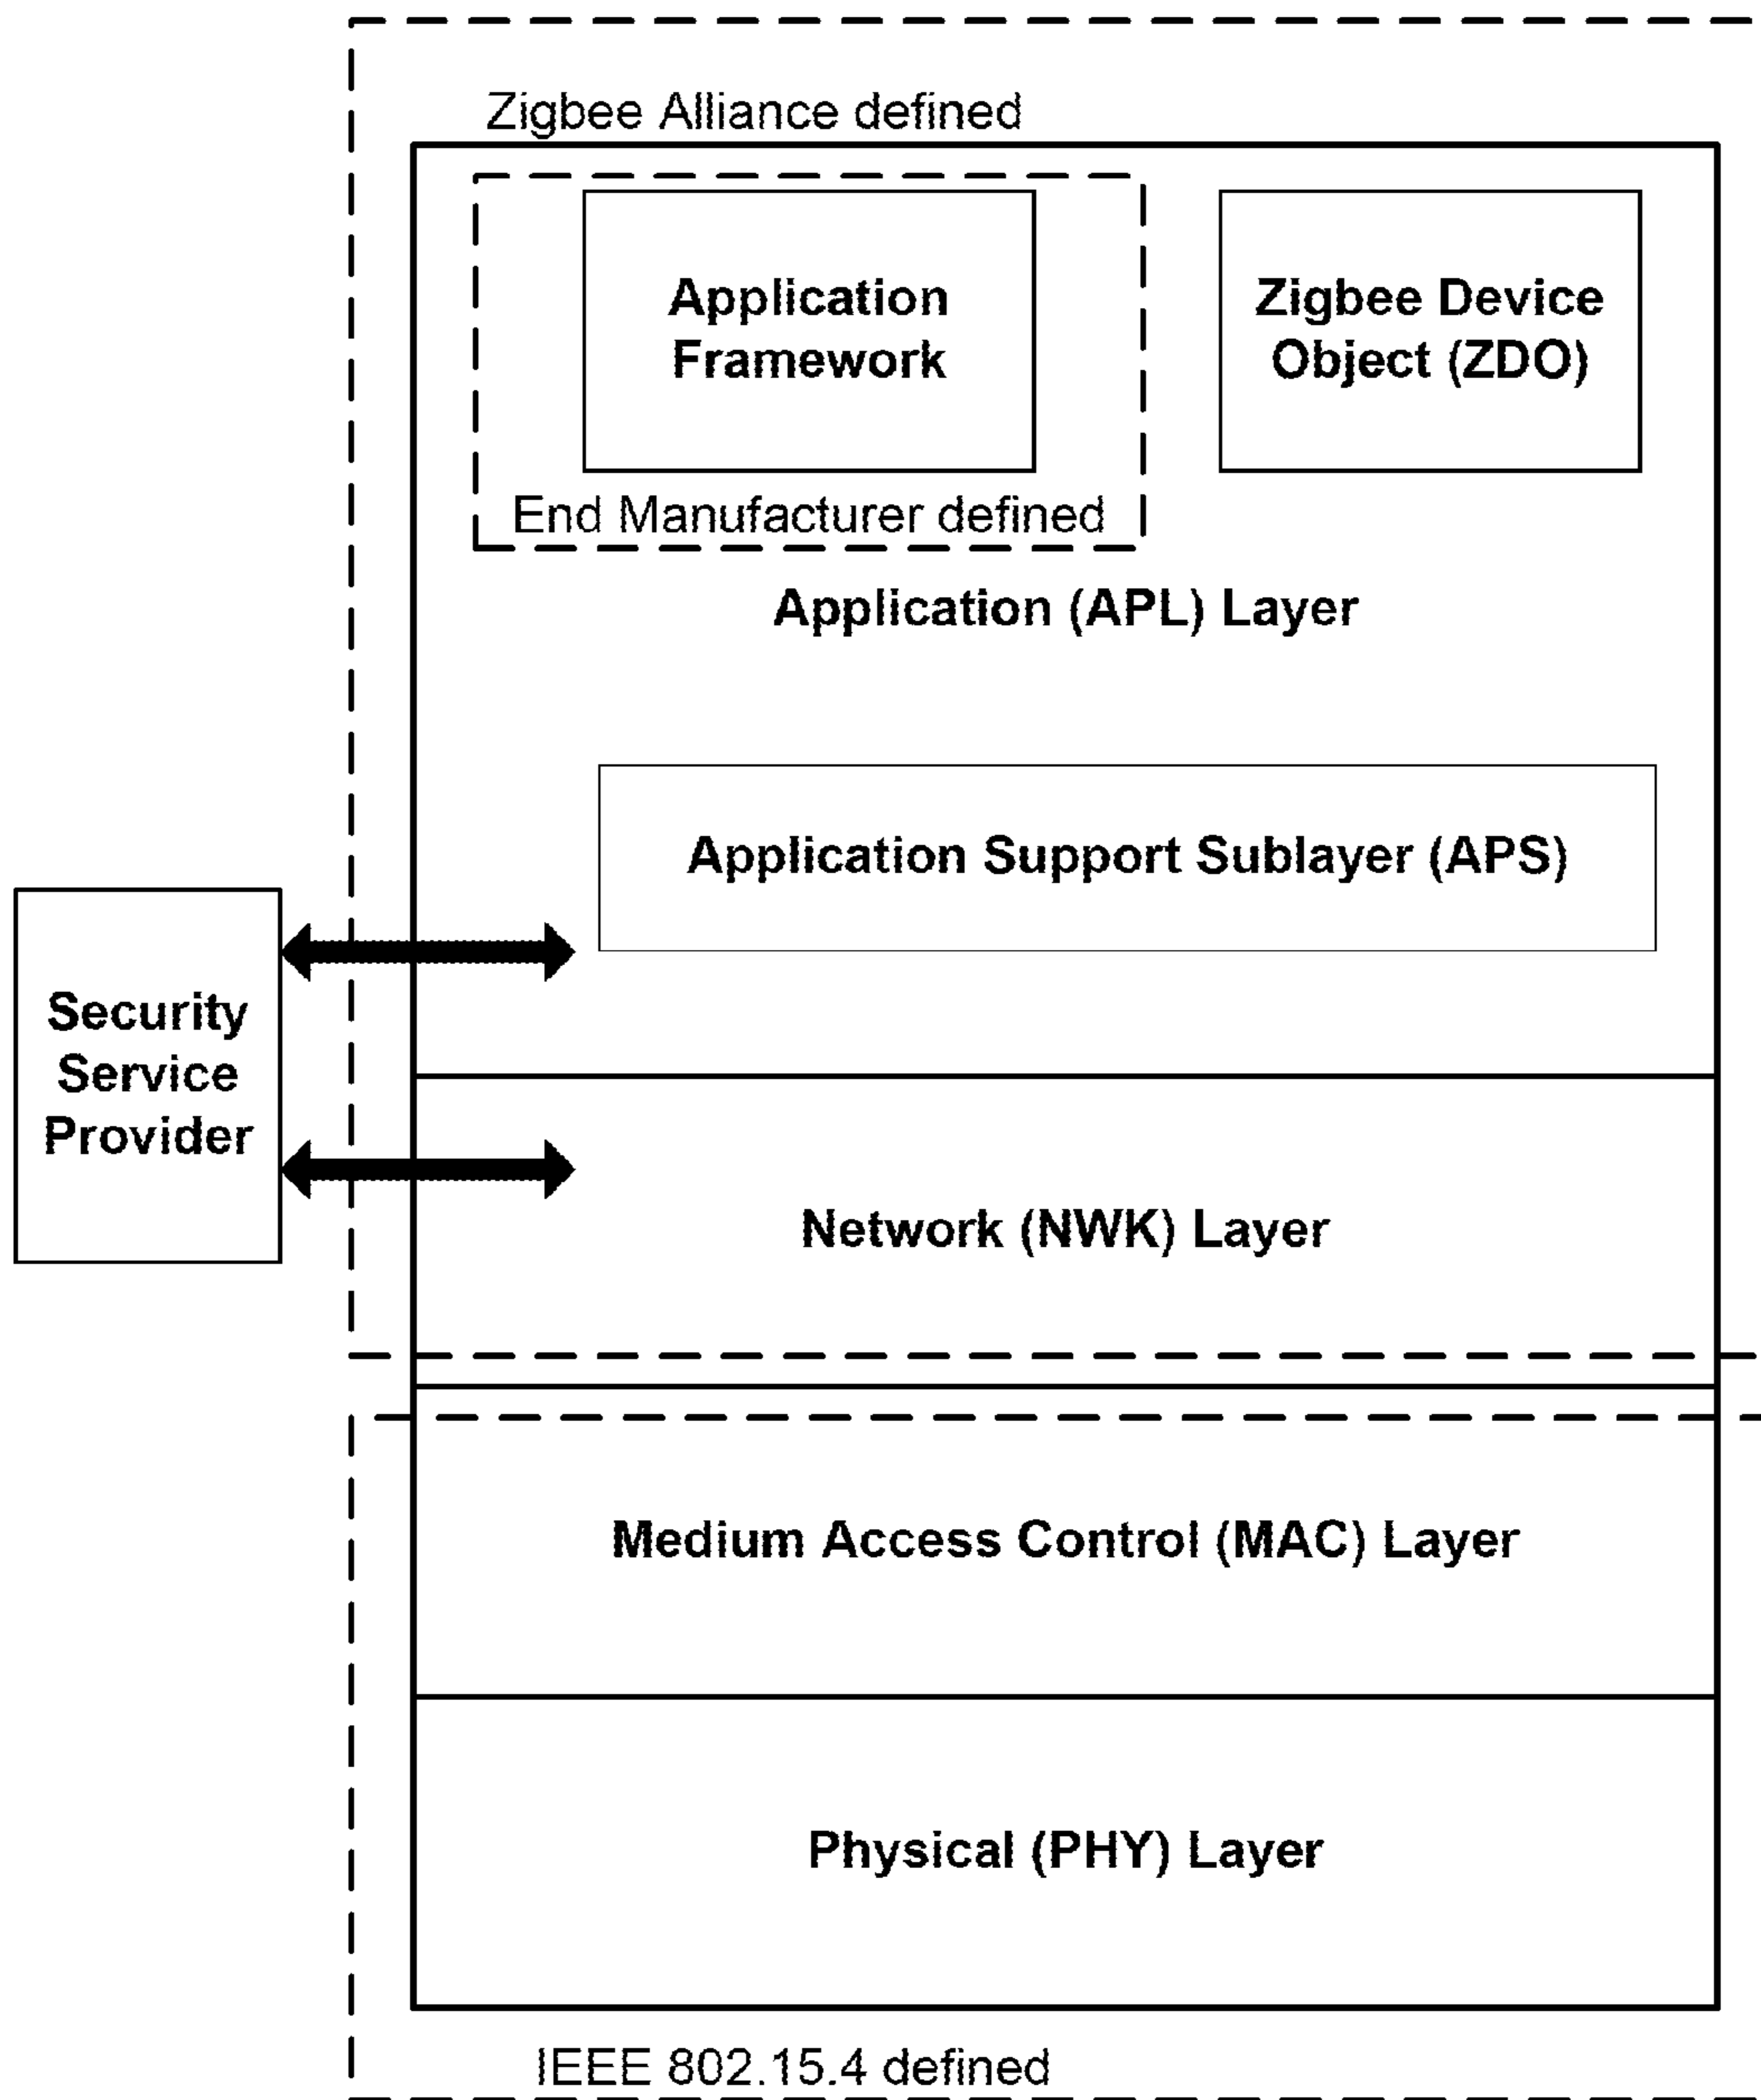 Zigbee Alliance defined
Application
Framework
Zigbee Device
Object (ZDO)
End Manufacturer defined
Application (APL) Layer
Application Support Sublayer (APS)
Security
Service
Provider
Network (NWK) Layer
Medium Access Control (MAC) Layer
Physical (PHY) Layer
IEEE 802.15.4 defined